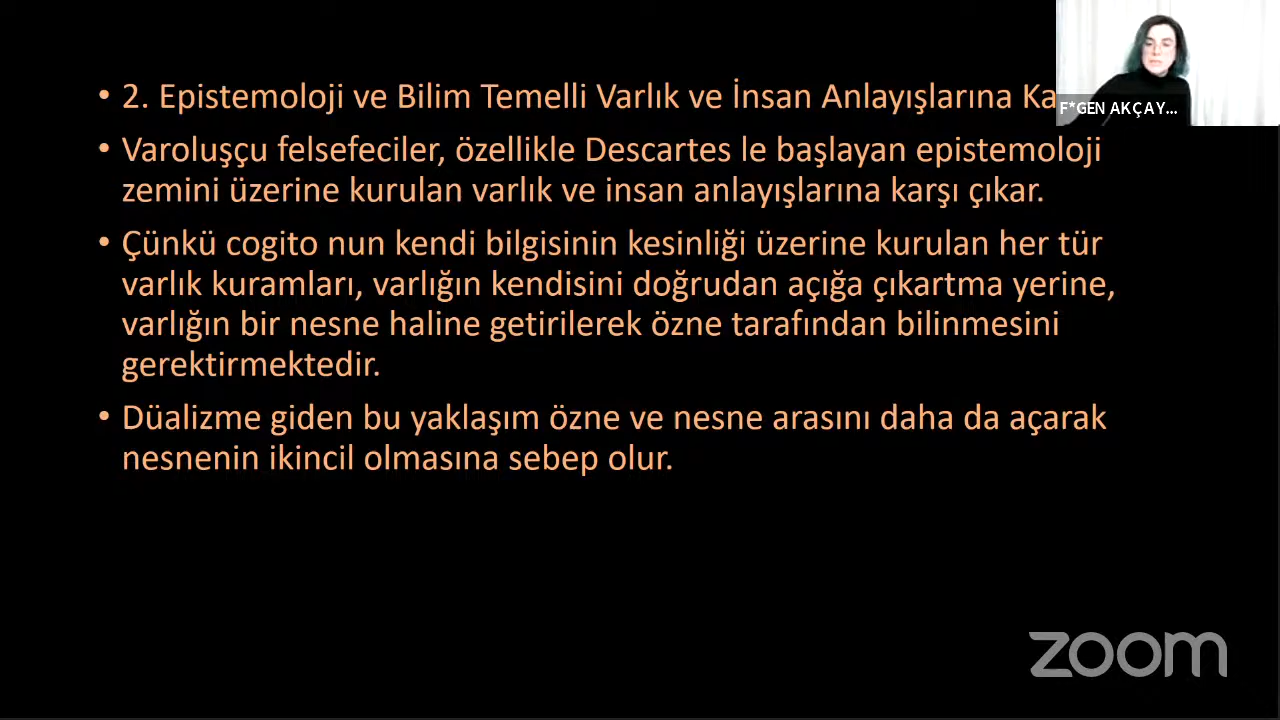 • 2. Epistemoloji ve Bilim Temelli Varlık ve İnsan Anlayışlarına Ka
• Varoluşçu felsefeciler, özellikle Descartes le başlayan epistemoloji
zemini üzerine kurulan varlık ve insan anlayışlarına karşı çıkar.
• Çünkü cogito nun kendi bilgisinin kesinliği üzerine kurulan her tür
varlık kuramları, varlığın kendisini doğrudan açığa çıkartma yerine,
varlığın bir nesne haline getirilerek özne tarafından bilinmesini
gerektirmektedir.
• Düalizme giden bu yaklaşım özne ve nesne arasını daha da açarak
nesnenin ikincil olmasına sebep olur.
F*GEN AKÇAY...
zoom